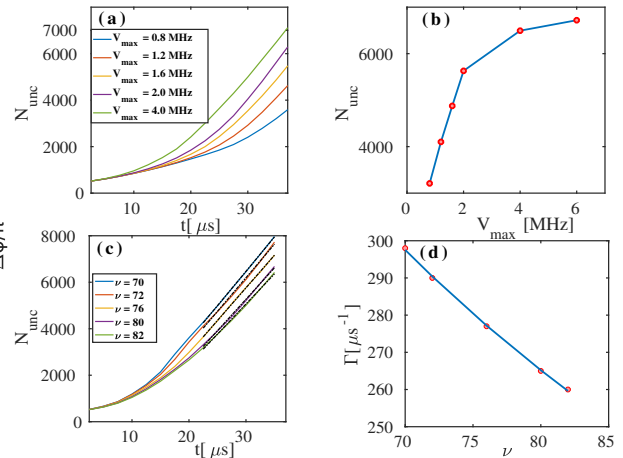 (a)
N_unc
7000
6000
4000
2000
0
V_max = 0.8 MHz
V_max = 1.2 MHz
V_max = 1.6 MHz
V_max = 2.0 MHz
V_max = 4.0 MHz
10 20 30
t[ μs]
(b)
N_unc
6000
4000
0 2 4 6
V_max [MHz]
(c)
N_unc
8000
6000
4000
2000
0
ν = 70
ν = 72
ν = 76
ν = 80
ν = 82
10 20 30
t[ μs]
(d)
Γ[μs⁻¹]
300
290
280
270
260
250
70 75 80 85
ν